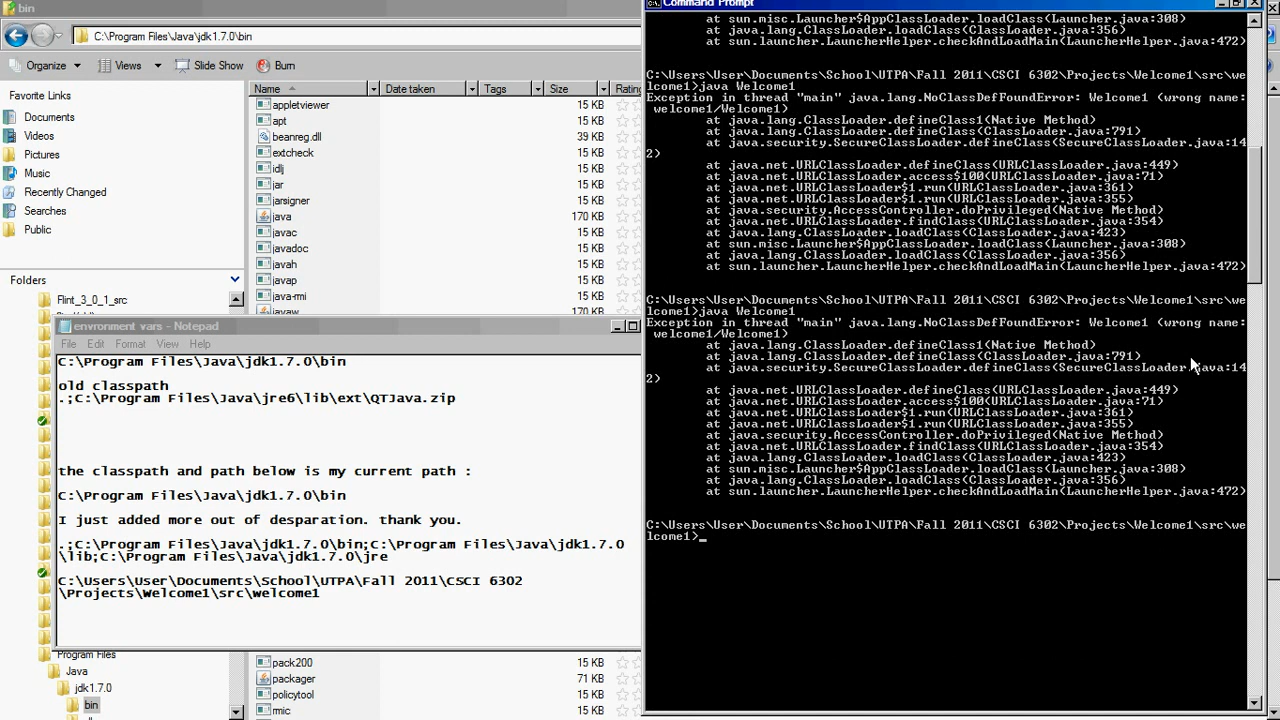 bin
C:\Program Files\Java\jdk1.7.0\bin
Organize Views Slide Show Burn
Favorite Links
Documents
Videos
Pictures
Music
Recently Changed
Searches
Public
Folders
Flint_3_0_1_src
Name Date taken Tags Size Rating
appletviewer 15 KB
apt 15 KB
beanreg.dll 39 KB
extcheck 15 KB
idlj 15 KB
jar 15 KB
jarsigner 15 KB
java 170 KB
javac 15 KB
javadoc 15 KB
javah 15 KB
javap 15 KB
java-rmi 15 KB
javaw 170 KB
envronment vars - Notepad
File Edit Format View Help
C:\Program Files\Java\jdk1.7.0\bin
old classpath
.;C:\Program Files\Java\jre6\lib\ext\QTJava.zip
the classpath and path below is my current path :
C:\Program Files\Java\jdk1.7.0\bin
I just added more out of desparation. thank you.
.;C:\Program Files\Java\jdk1.7.0\bin;C:\Program Files\Java\jdk1.7.0
\lib;C:\Program Files\Java\jdk1.7.0\jre
C:\Users\User\Documents\School\UTPA\Fall 2011\CSCI 6302
\Projects\Welcome1\src\welcome1
Program Files
Java
jdk1.7.0
bin
pack200 15 KB
packager 71 KB
policytool 15 KB
rmic 15 KB
Command Prompt
at sun.misc.Launcher$AppClassLoader.loadClass(Launcher.java:308)
at java.lang.ClassLoader.loadClass(ClassLoader.java:356)
at sun.launcher.LauncherHelper.checkAndLoadMain(LauncherHelper.java:472)
C:\Users\User\Documents\School\UTPA\Fall 2011\CSCI 6302\Projects\Welcome1\src\we
lcome1>java Welcome1
Exception in thread "main" java.lang.NoClassDefFoundError: Welcome1 (wrong name:
welcome1/Welcome1)
at java.lang.ClassLoader.defineClass1(Native Method)
at java.lang.ClassLoader.defineClass(ClassLoader.java:791)
at java.security.SecureClassLoader.defineClass(SecureClassLoader.java:14
2)
at java.net.URLClassLoader.defineClass(URLClassLoader.java:449)
at java.net.URLClassLoader.access$100(URLClassLoader.java:71)
at java.net.URLClassLoader$1.run(URLClassLoader.java:361)
at java.net.URLClassLoader$1.run(URLClassLoader.java:355)
at java.security.AccessController.doPrivileged(Native Method)
at java.net.URLClassLoader.findClass(URLClassLoader.java:354)
at java.lang.ClassLoader.loadClass(ClassLoader.java:423)
at sun.misc.Launcher$AppClassLoader.loadClass(Launcher.java:308)
at java.lang.ClassLoader.loadClass(ClassLoader.java:356)
at sun.launcher.LauncherHelper.checkAndLoadMain(LauncherHelper.java:472)
C:\Users\User\Documents\School\UTPA\Fall 2011\CSCI 6302\Projects\Welcome1\src\we
lcome1>java Welcome1
Exception in thread "main" java.lang.NoClassDefFoundError: Welcome1 (wrong name:
welcome1/Welcome1)
at java.lang.ClassLoader.defineClass1(Native Method)
at java.lang.ClassLoader.defineClass(ClassLoader.java:791)
at java.security.SecureClassLoader.defineClass(SecureClassLoader.java:14
2)
at java.net.URLClassLoader.defineClass(URLClassLoader.java:449)
at java.net.URLClassLoader.access$100(URLClassLoader.java:71)
at java.net.URLClassLoader$1.run(URLClassLoader.java:361)
at java.net.URLClassLoader$1.run(URLClassLoader.java:355)
at java.security.AccessController.doPrivileged(Native Method)
at java.net.URLClassLoader.findClass(URLClassLoader.java:354)
at java.lang.ClassLoader.loadClass(ClassLoader.java:423)
at sun.misc.Launcher$AppClassLoader.loadClass(Launcher.java:308)
at java.lang.ClassLoader.loadClass(ClassLoader.java:356)
at sun.launcher.LauncherHelper.checkAndLoadMain(LauncherHelper.java:472)
C:\Users\User\Documents\School\UTPA\Fall 2011\CSCI 6302\Projects\Welcome1\src\we
lcome1>_